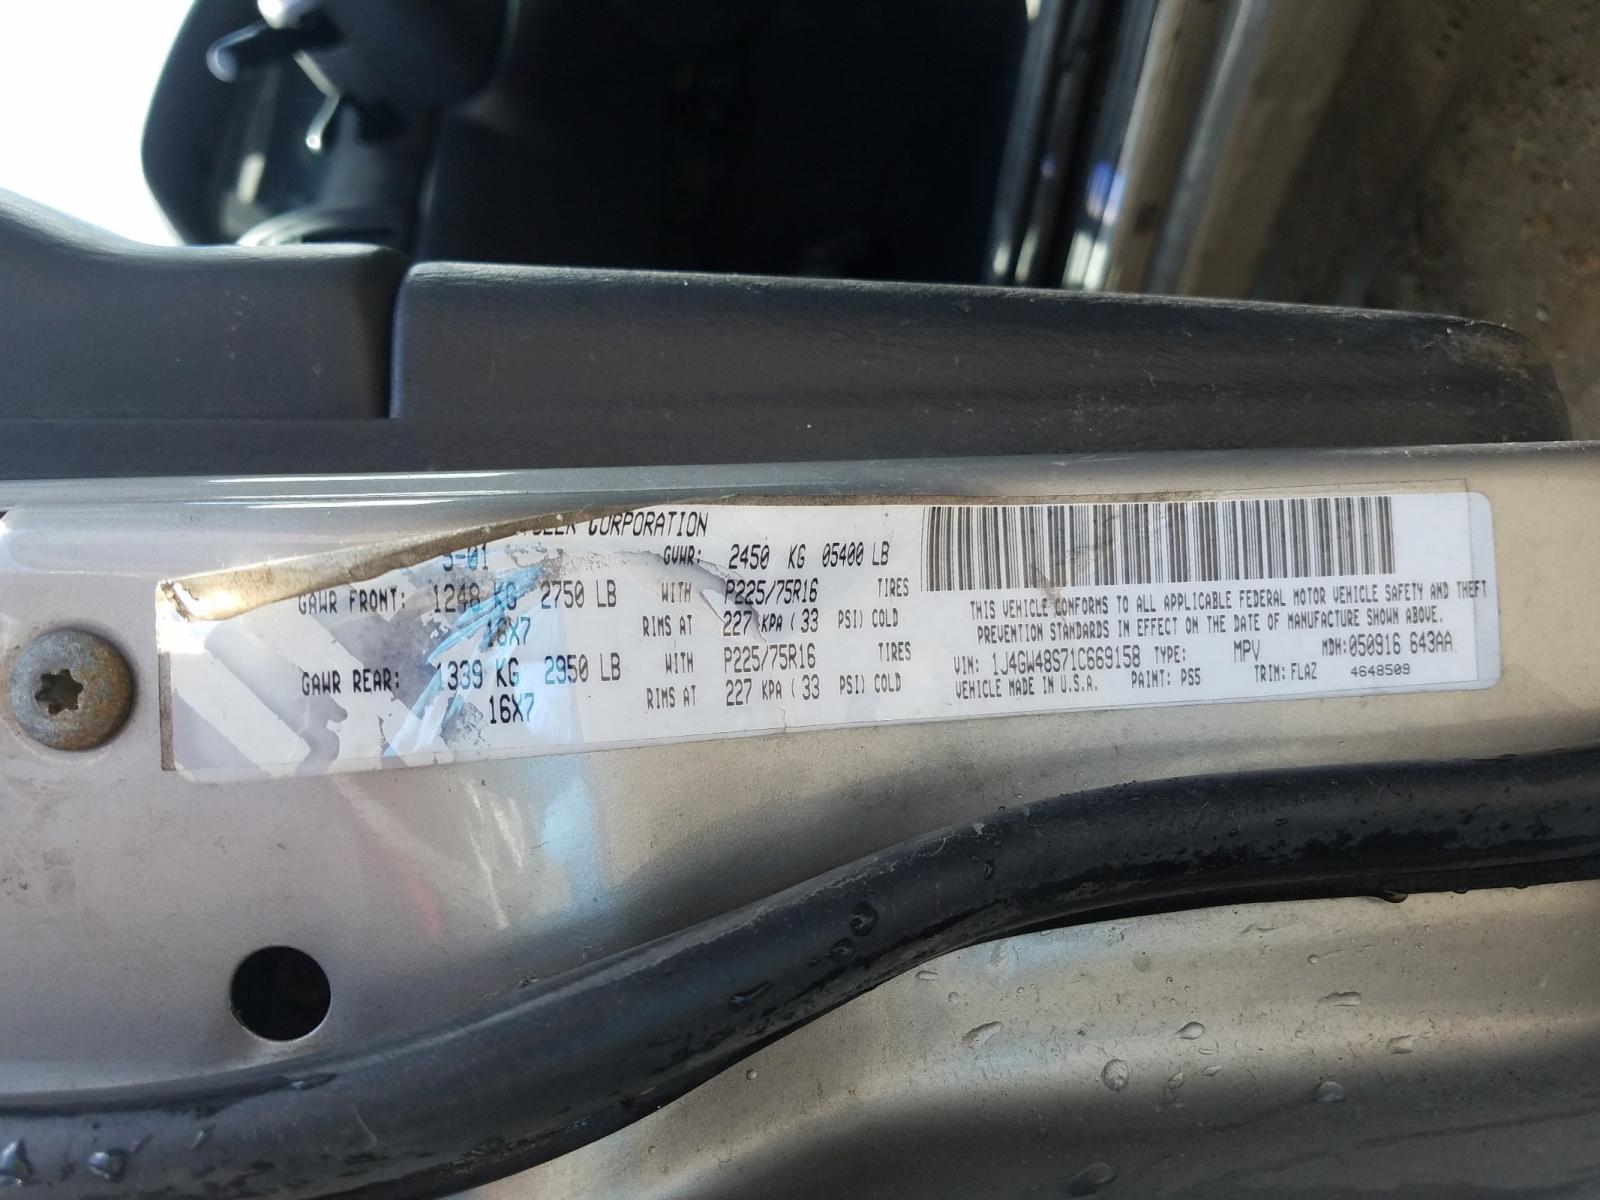 CORPORATION
-01 GVWR: 2450 KG 05400 LB
GAWR FRONT: 1248 KG 2750 LB WITH P225/75R16 TIRES
16X7 RIMS AT 227 KPA ( 33 PSI) COLD
GAWR REAR: 1339 KG 2950 LB WITH P225/75R16 TIRES
16X7 RIMS AT 227 KPA ( 33 PSI) COLD
THIS VEHICLE CONFORMS TO ALL APPLICABLE FEDERAL MOTOR VEHICLE SAFETY AND THEFT
PREVENTION STANDARDS IN EFFECT ON THE DATE OF MANUFACTURE SHOWN ABOVE.
VIN: 1J4GW48S71C669158 TYPE: MPV MDH:050916 643AA
VEHICLE MADE IN U.S.A. PAINT: PS5 TRIM: FLAZ 4648509